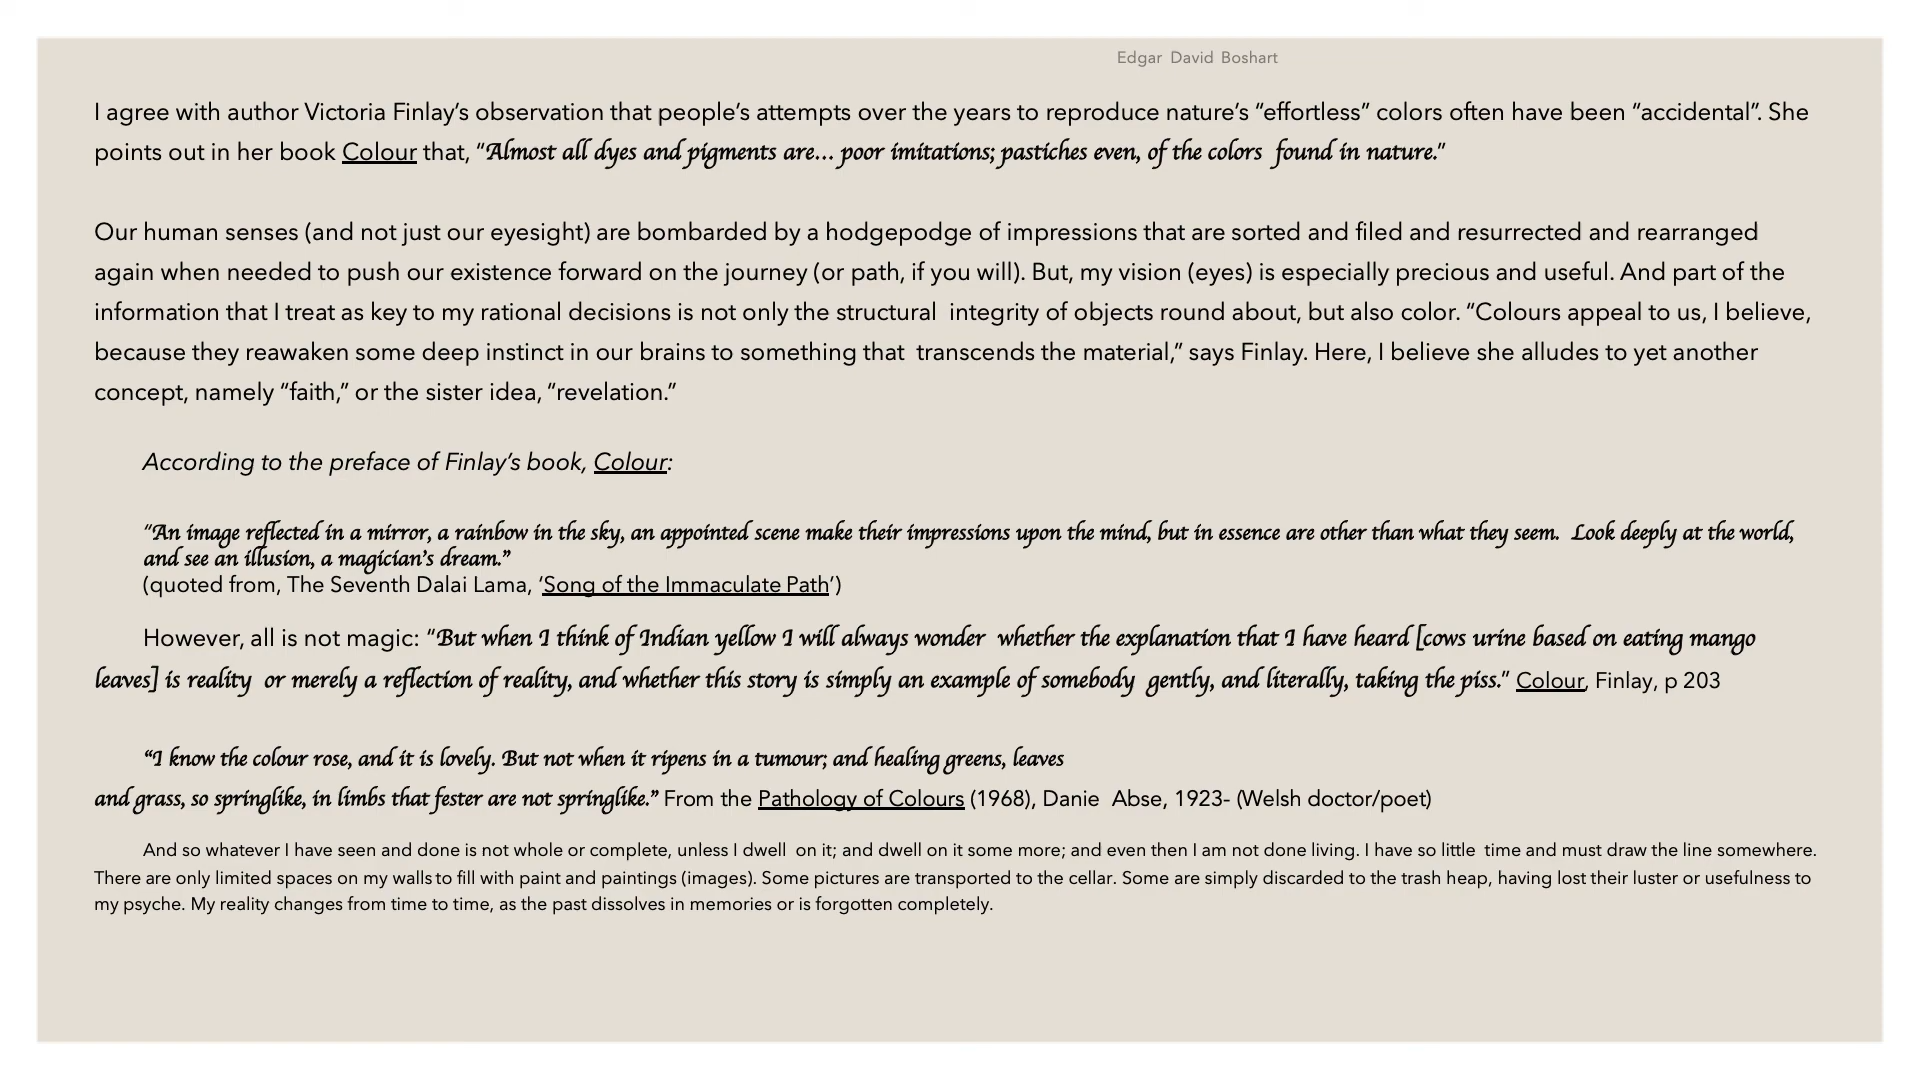 Edgar David Boshart
I agree with author Victoria Finlay’s observation that people’s attempts over the years to reproduce nature’s “effortless” colors often have been “accidental”. She
points out in her book Colour that, “Almost all dyes and pigments are… poor imitations; pastiches even, of the colors found in nature.”
Our human senses (and not just our eyesight) are bombarded by a hodgepodge of impressions that are sorted and filed and resurrected and rearranged
again when needed to push our existence forward on the journey (or path, if you will). But, my vision (eyes) is especially precious and useful. And part of the
information that I treat as key to my rational decisions is not only the structural integrity of objects round about, but also color. “Colours appeal to us, I believe,
because they reawaken some deep instinct in our brains to something that transcends the material,” says Finlay. Here, I believe she alludes to yet another
concept, namely “faith,” or the sister idea, “revelation.”
According to the preface of Finlay’s book, Colour:
“An image reflected in a mirror, a rainbow in the sky, an appointed scene make their impressions upon the mind, but in essence are other than what they seem. Look deeply at the world,
and see an illusion, a magician’s dream.”
(quoted from, The Seventh Dalai Lama, ‘Song of the Immaculate Path’)
However, all is not magic: “But when I think of Indian yellow I will always wonder whether the explanation that I have heard [cows urine based on eating mango
leaves] is reality or merely a reflection of reality, and whether this story is simply an example of somebody gently, and literally, taking the piss.” Colour, Finlay, p 203
“I know the colour rose, and it is lovely. But not when it ripens in a tumour; and healing greens, leaves
and grass, so springlike, in limbs that fester are not springlike.” From the Pathology of Colours (1968), Danie Abse, 1923- (Welsh doctor/poet)
And so whatever I have seen and done is not whole or complete, unless I dwell on it; and dwell on it some more; and even then I am not done living. I have so little time and must draw the line somewhere.
There are only limited spaces on my walls to fill with paint and paintings (images). Some pictures are transported to the cellar. Some are simply discarded to the trash heap, having lost their luster or usefulness to
my psyche. My reality changes from time to time, as the past dissolves in memories or is forgotten completely.